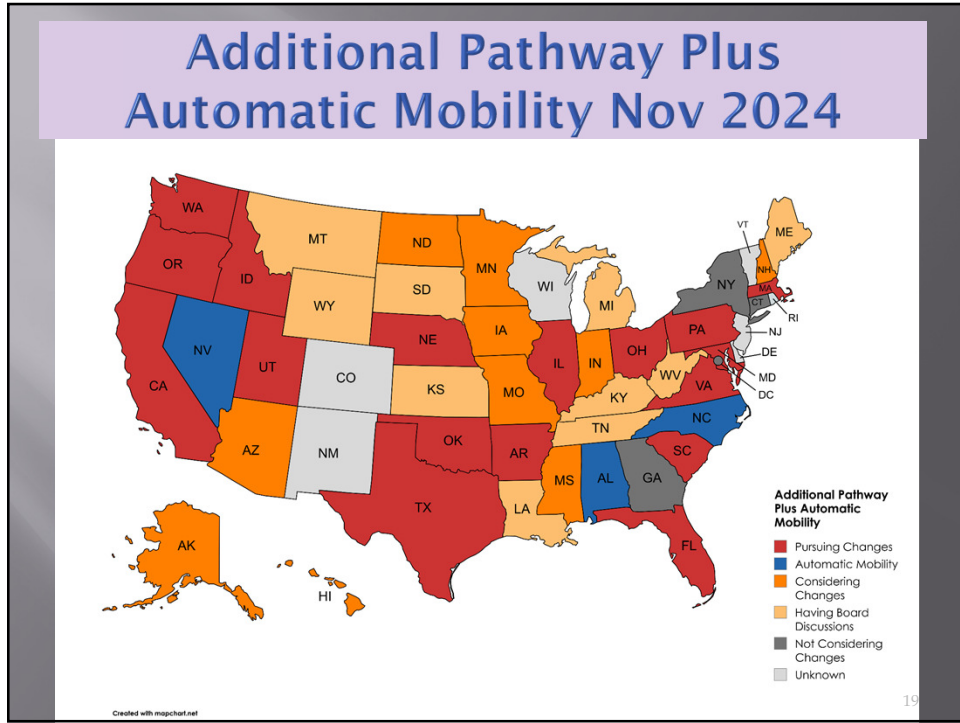 Additional Pathway Plus
Automatic Mobility Nov 2024
WA
MT
ND
MN
VT
ME
OR
ID
SD
WI
NY
NH
MA
CT
RI
WY
MI
IA
NE
PA
NJ
NV
UT
CO
IL
IN
OH
DE
MD
DC
CA
KS
MO
WV
VA
KY
NC
TN
AZ
NM
OK
AR
SC
MS
AL
GA
TX
LA
FL
AK
HI
Additional Pathway
Plus Automatic
Mobility
Pursuing Changes
Automatic Mobility
Considering
Changes
Having Board
Discussions
Not Considering
Changes
Unknown
19
Created with mapchart.net